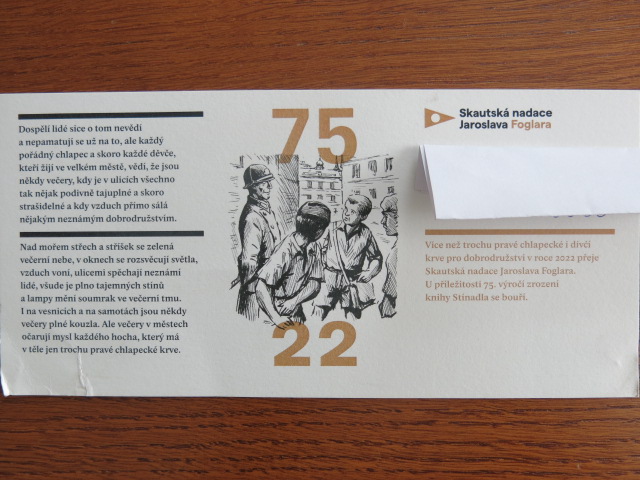 Dospělí lidé sice o tom nevědí
a nepamatují se už na to, ale každý
pořádný chlapec a skoro každé děvče,
kteří žijí ve velkém městě, vědí, že jsou
někdy večery, kdy je v ulicích všechno
tak nějak podivně tajuplné a skoro
strašidelné a kdy vzduch přímo sálá
nějakým neznámým dobrodružstvím.
Nad mořem střech a stříšek se zelená
večerní nebe, v oknech se rozsvěcují světla,
vzduch voní, ulicemi spěchají neznámí
lidé, všude je plno tajemných stínů
a lampy mění soumrak ve večerní tmu.
I na vesnicích a na samotách jsou někdy
večery plné kouzla. Ale večery v městech
očarují mysl každého hocha, který má
v těle jen trochu pravé chlapecké krve.
75
22
Skautská nadace
Jaroslava Foglara
Více než trochu pravé chlapecké i dívčí
krve pro dobrodružství v roce 2022 přeje
Skautská nadace Jaroslava Foglara.
U příležitosti 75. výročí zrození
knihy Stínadla se bouří.